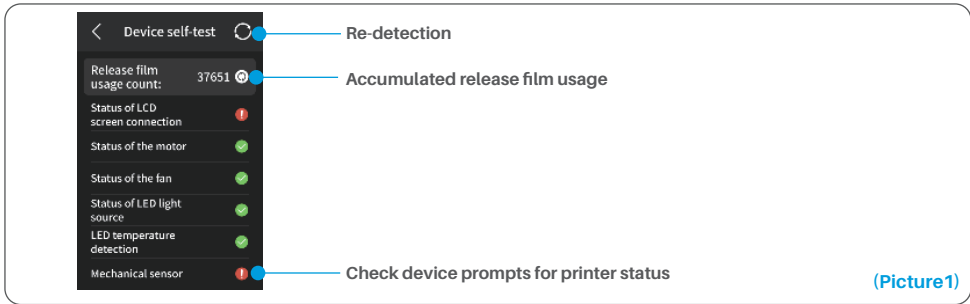 Device self-test
Re-detection
Release film
usage count:
37651
Accumulated release film usage
Status of LCD
screen connection
Status of the motor
Status of the fan
Status of LED light
source
LED temperature
detection
Mechanical sensor
Check device prompts for printer status
(Picture1)